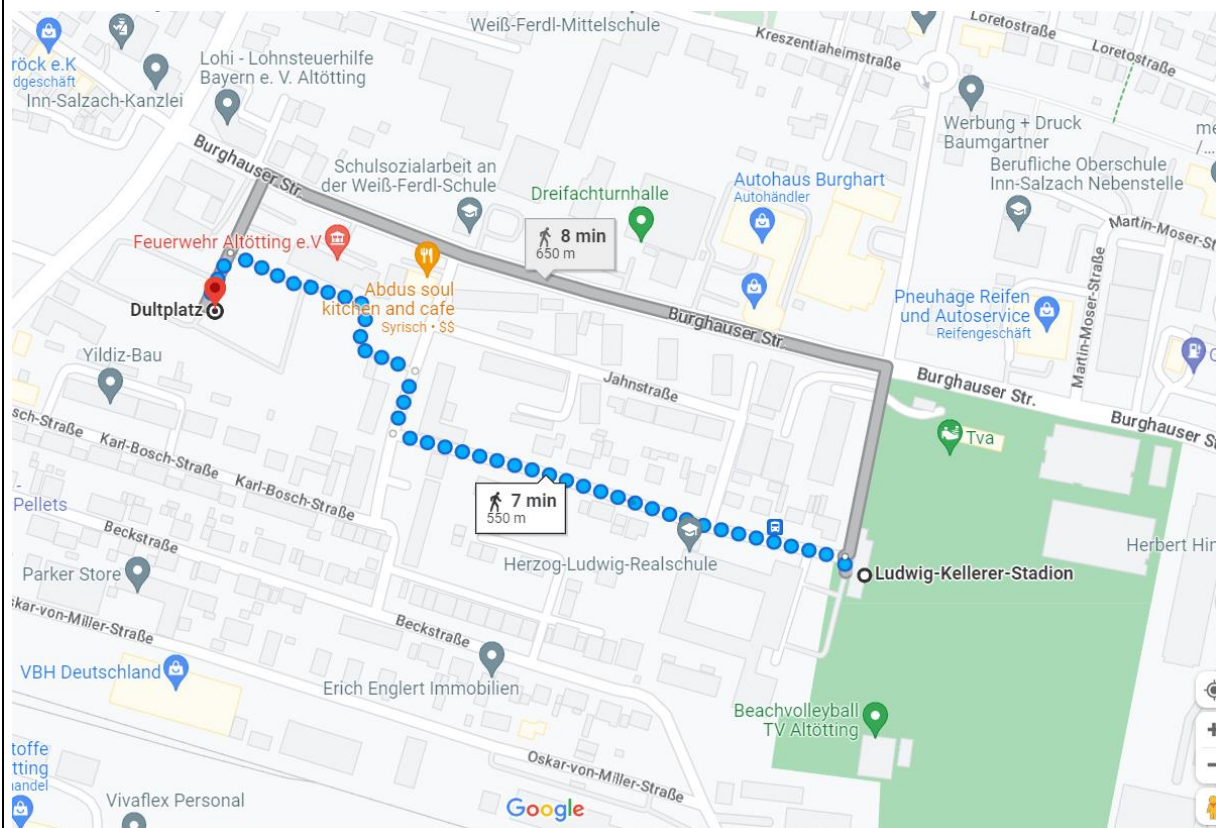 Weiß-Ferdl-Mittelschule
Loretostraße
Loretostraße
Kreszentiaheimstraße
röck e.K
dgeschäft
Inn-Salzach-Kanzlei
Lohi - Lohnsteuerhilfe
Bayern e. V. Altötting
Werbung + Druck
Baumgartner
me
/...
Burghauser Str.
Schulsozialarbeit an
der Weiß-Ferdl-Schule
Dreifachturnhalle
Autohaus Burghart
Autohändler
Berufliche Oberschule
Inn-Salzach Nebenstelle
Martin-Moser-St
Feuerwehr Altötting e.V
8 min
650 m
Abdus soul
kitchen and cafe
Syrisch • $$
Dultplatz
Burghauser Str.
Pneuhage Reifen
und Autoservice
Reifengeschäft
Martin-Moser-Straße
G
Yildiz-Bau
Jahnstraße
Burghauser Str.
Burghauser St
sch-Straße
Karl-Bosch-Straße
Karl-Bosch-Straße
Tva
-
Pellets
7 min
550 m
Beckstraße
Herzog-Ludwig-Realschule
Herbert Hin
Parker Store
Ludwig-Kellerer-Stadion
skar-von-Miller-Straße
Beckstraße
VBH Deutschland
Erich Englert Immobilien
Beachvolleyball
TV Altötting
toffe
tting
handel
Oskar-von-Miller-Straße
Vivaflex Personal
Google